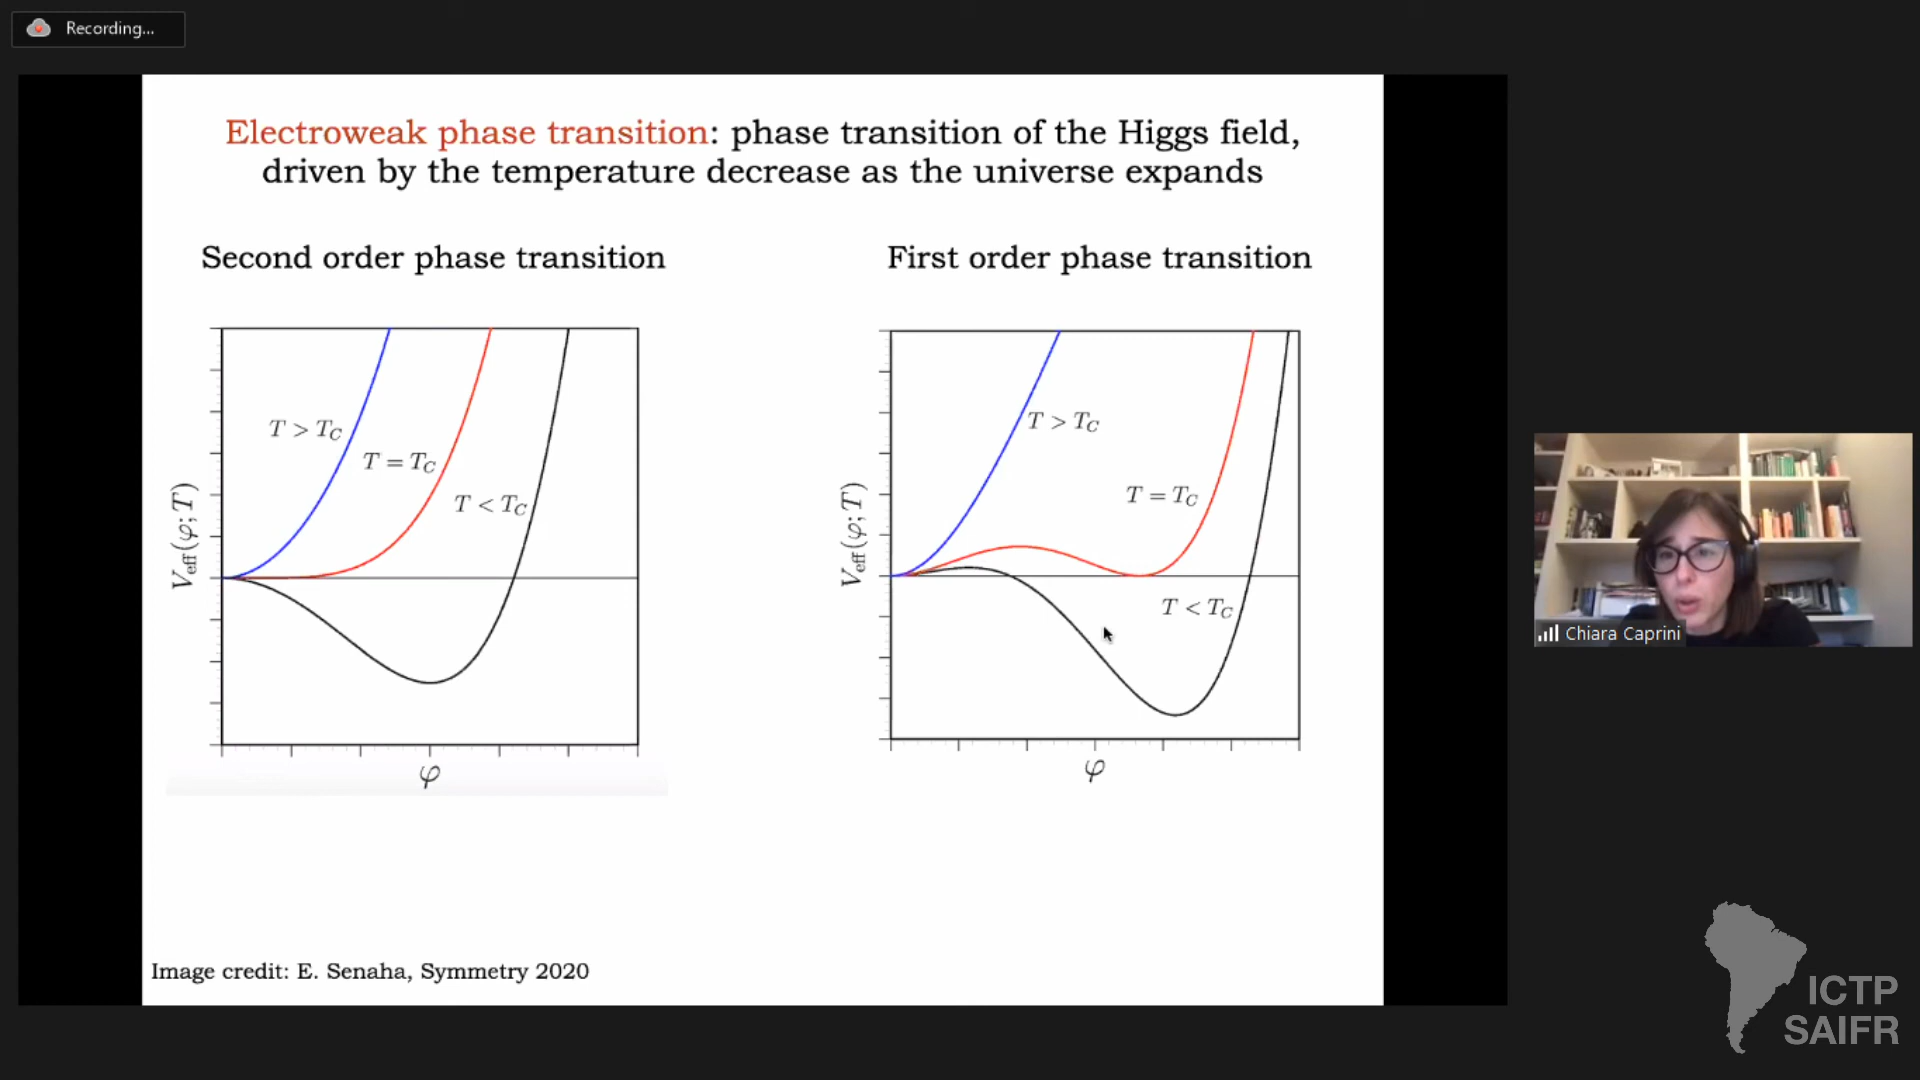 Recording...
Electroweak phase transition: phase transition of the Higgs field,
driven by the temperature decrease as the universe expands
Second order phase transition
First order phase transition
T > T_C
T = T_C
T < T_C
V_eff(φ; T)
φ
T > T_C
T = T_C
T < T_C
V_eff(φ; T)
φ
Image credit: E. Senaha, Symmetry 2020
Chiara Caprini
ICTP
SAIFR